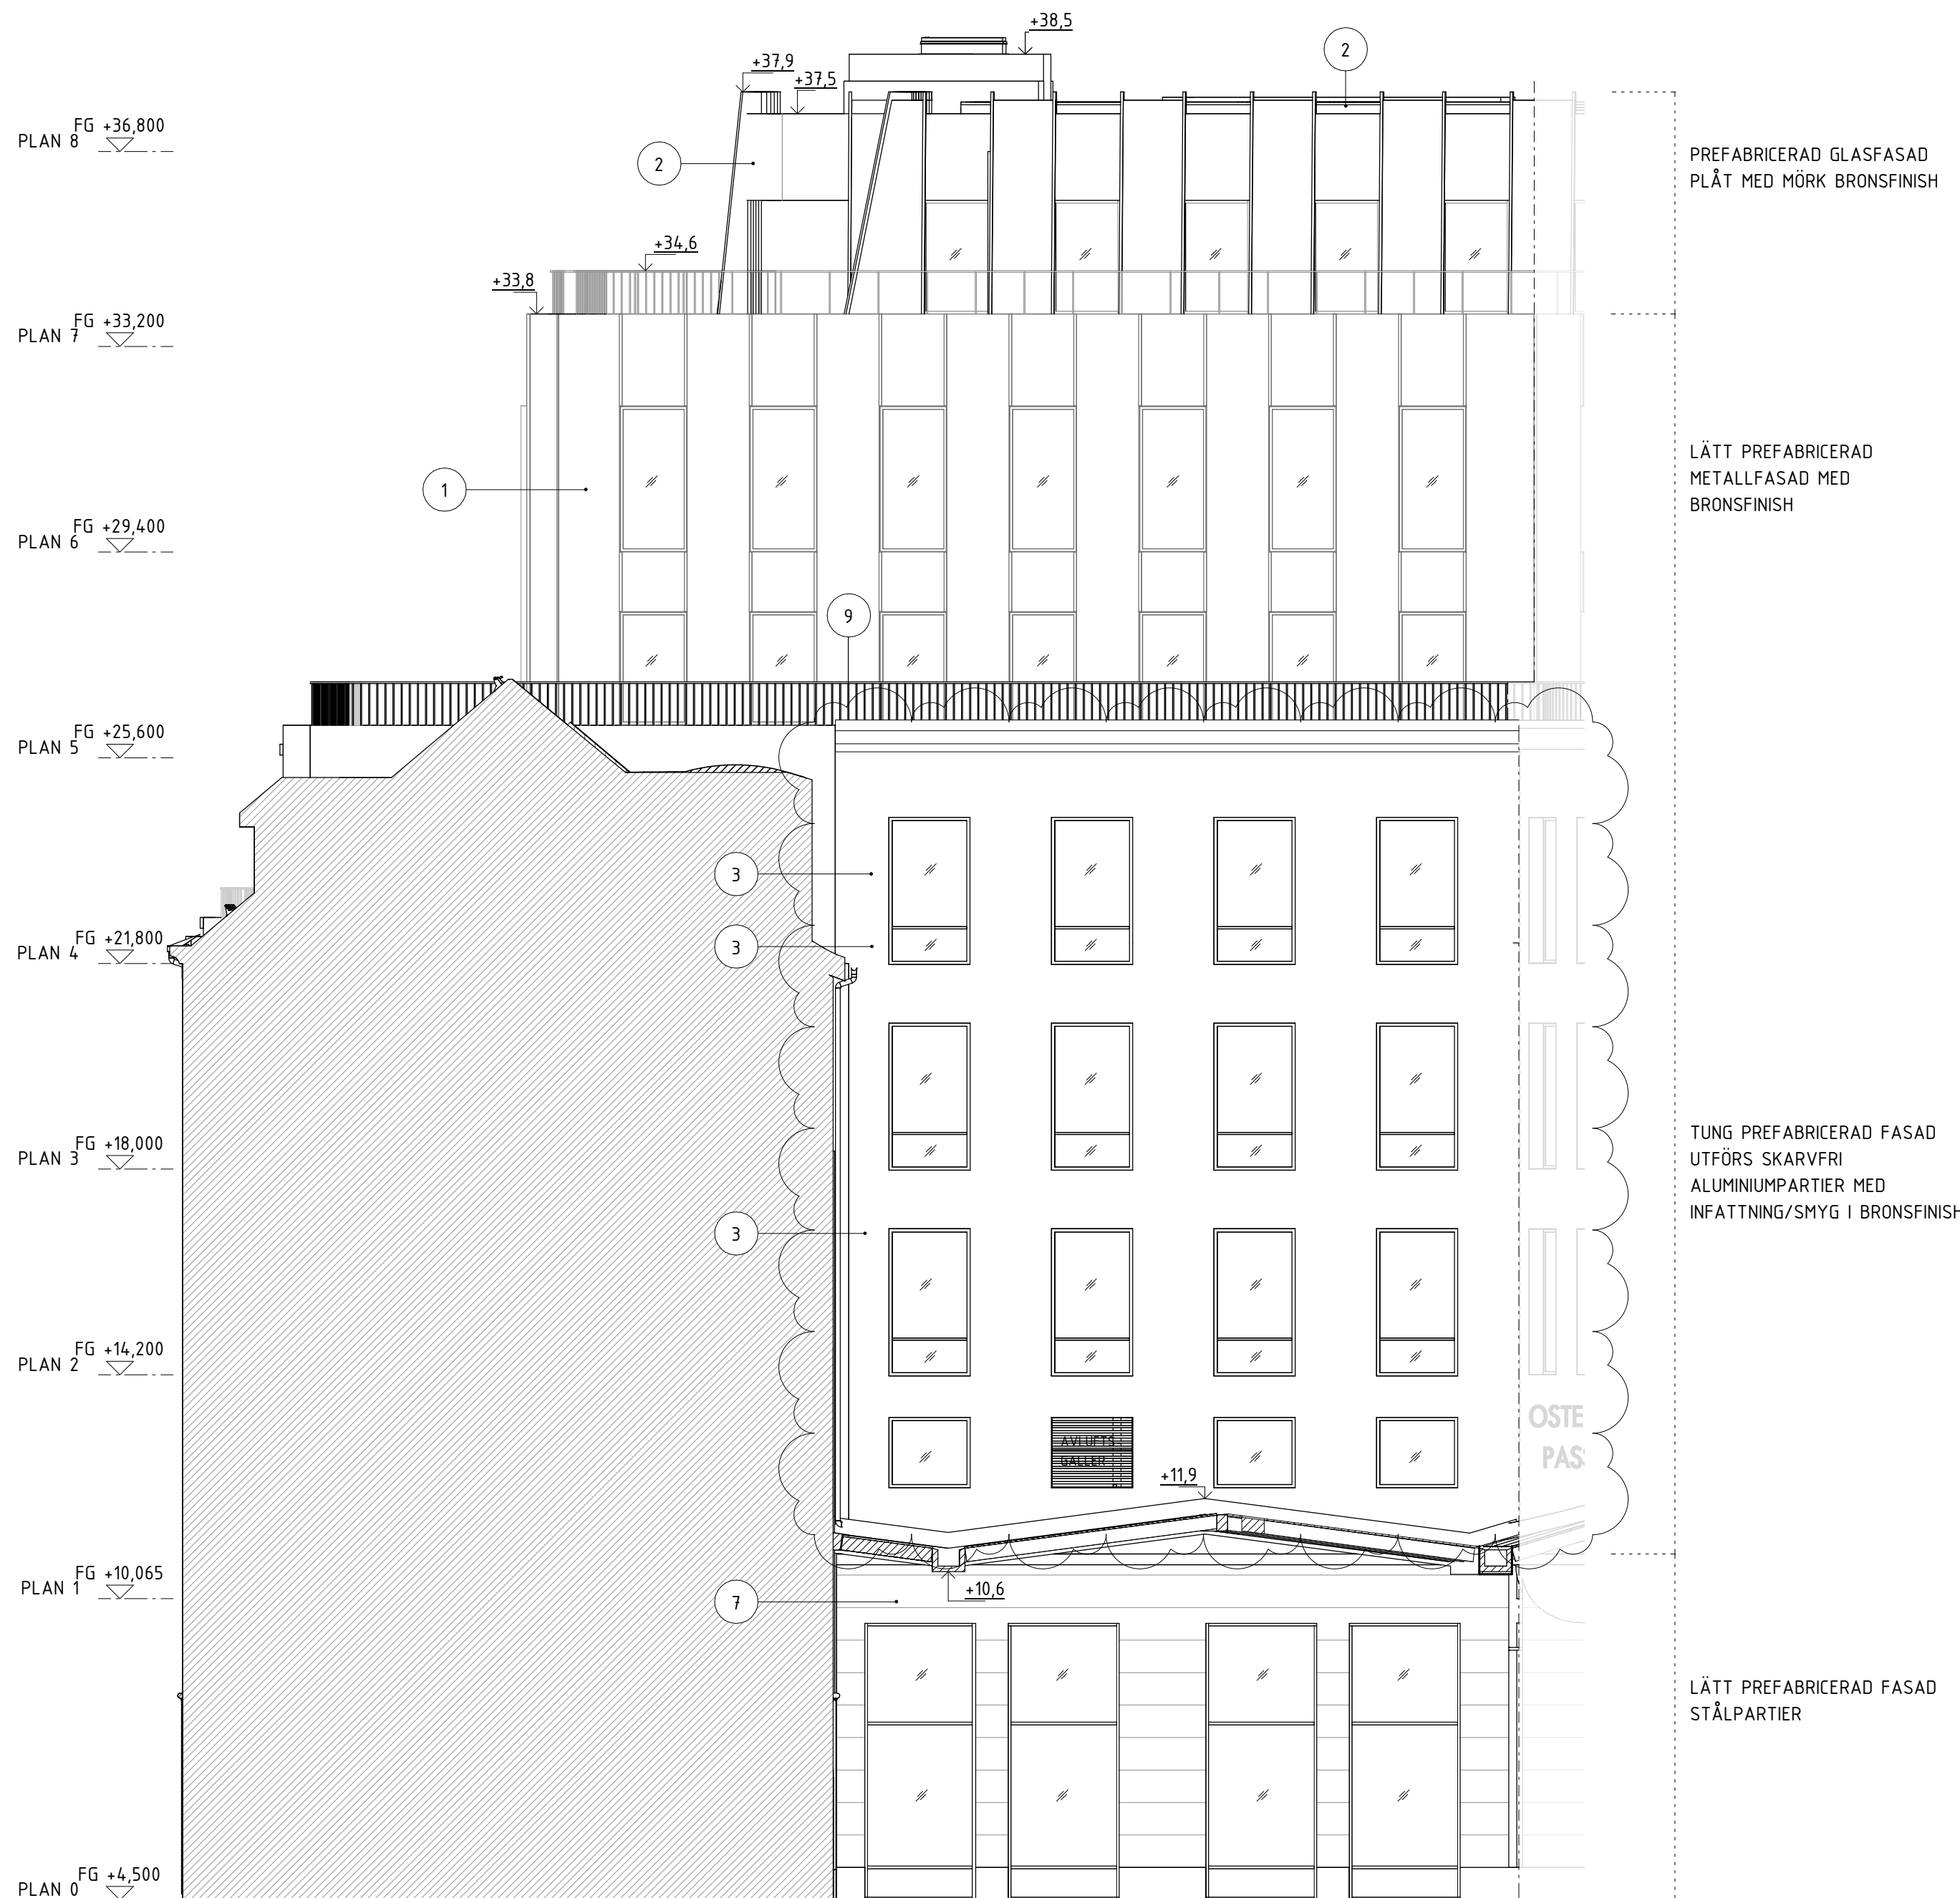 +38,5
2
+37,9
+37,5
FG +36,800
PLAN 8
2
PREFABRICERAD GLASFASAD
PLÅT MED MÖRK BRONSFINISH
+34,6
+33,8
FG +33,200
PLAN 7
LÄTT PREFABRICERAD
METALLFASAD MED
BRONSFINISH
1
FG +29,400
PLAN 6
9
FG +25,600
PLAN 5
3
FG +21,800
PLAN 4
3
TUNG PREFABRICERAD FASAD
UTFÖRS SKARVFRI
ALUMINIUMPARTIER MED
INFATTNING/SMYG I BRONSFINISH
FG +18,000
PLAN 3
3
FG +14,200
PLAN 2
OSTE
PAS
AVLUFTS
GALLER
+11,9
FG +10,065
PLAN 1
+10,6
7
LÄTT PREFABRICERAD FASAD
STÅLPARTIER
FG +4,500
PLAN 0